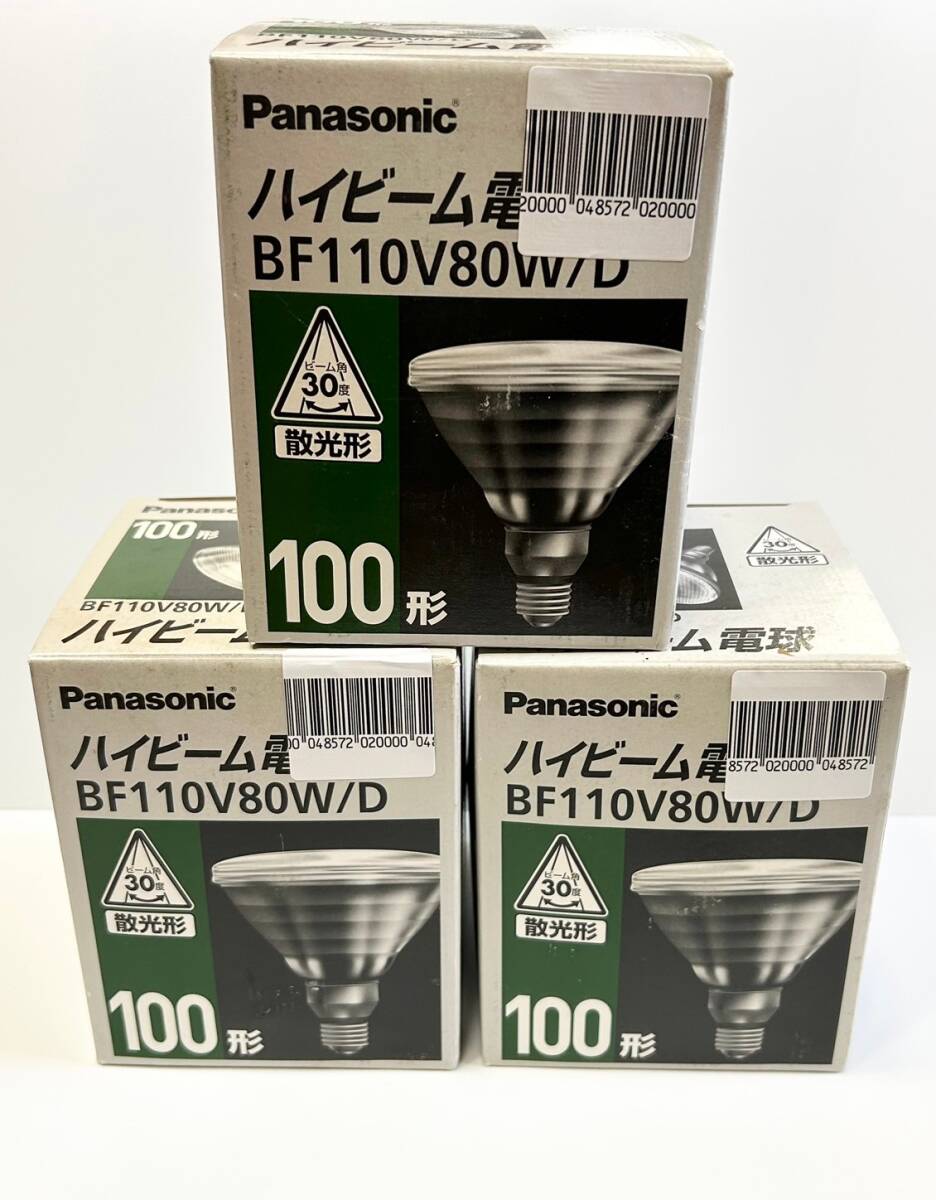 Panasonic
ハイビーム電
20000 048572 020000
BF110V80W/D
ビーム角
30度
散光形
100形
Panaso
100形
BF110V80W/
ハイビーム
30
散光形
ーム電球
Panasonic
ハイビーム電
048572 020000 04
BF110V80W/D
ビーム角
30度
散光形
100形
Panasonic
ハイビーム電
8572 020000 048572
BF110V80W/D
ビーム角
30度
散光形
100形